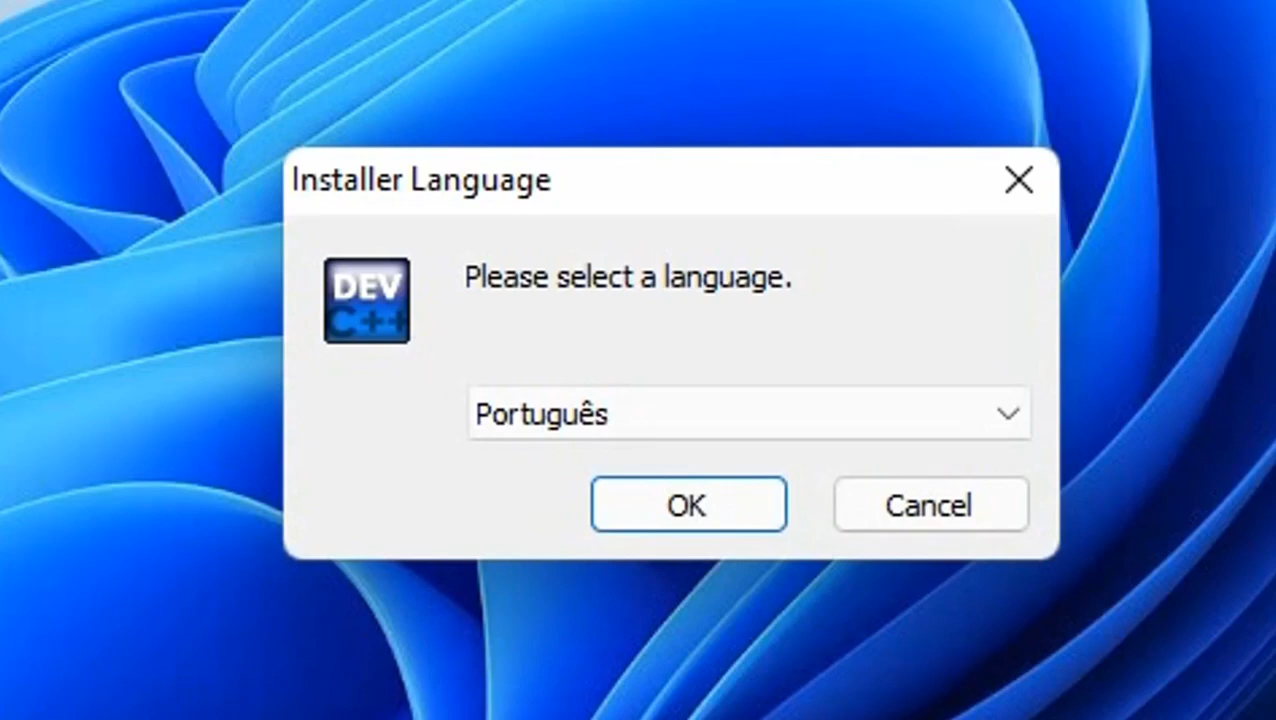 Installer Language
DEV
C++
Please select a language.
Português
OK
Cancel